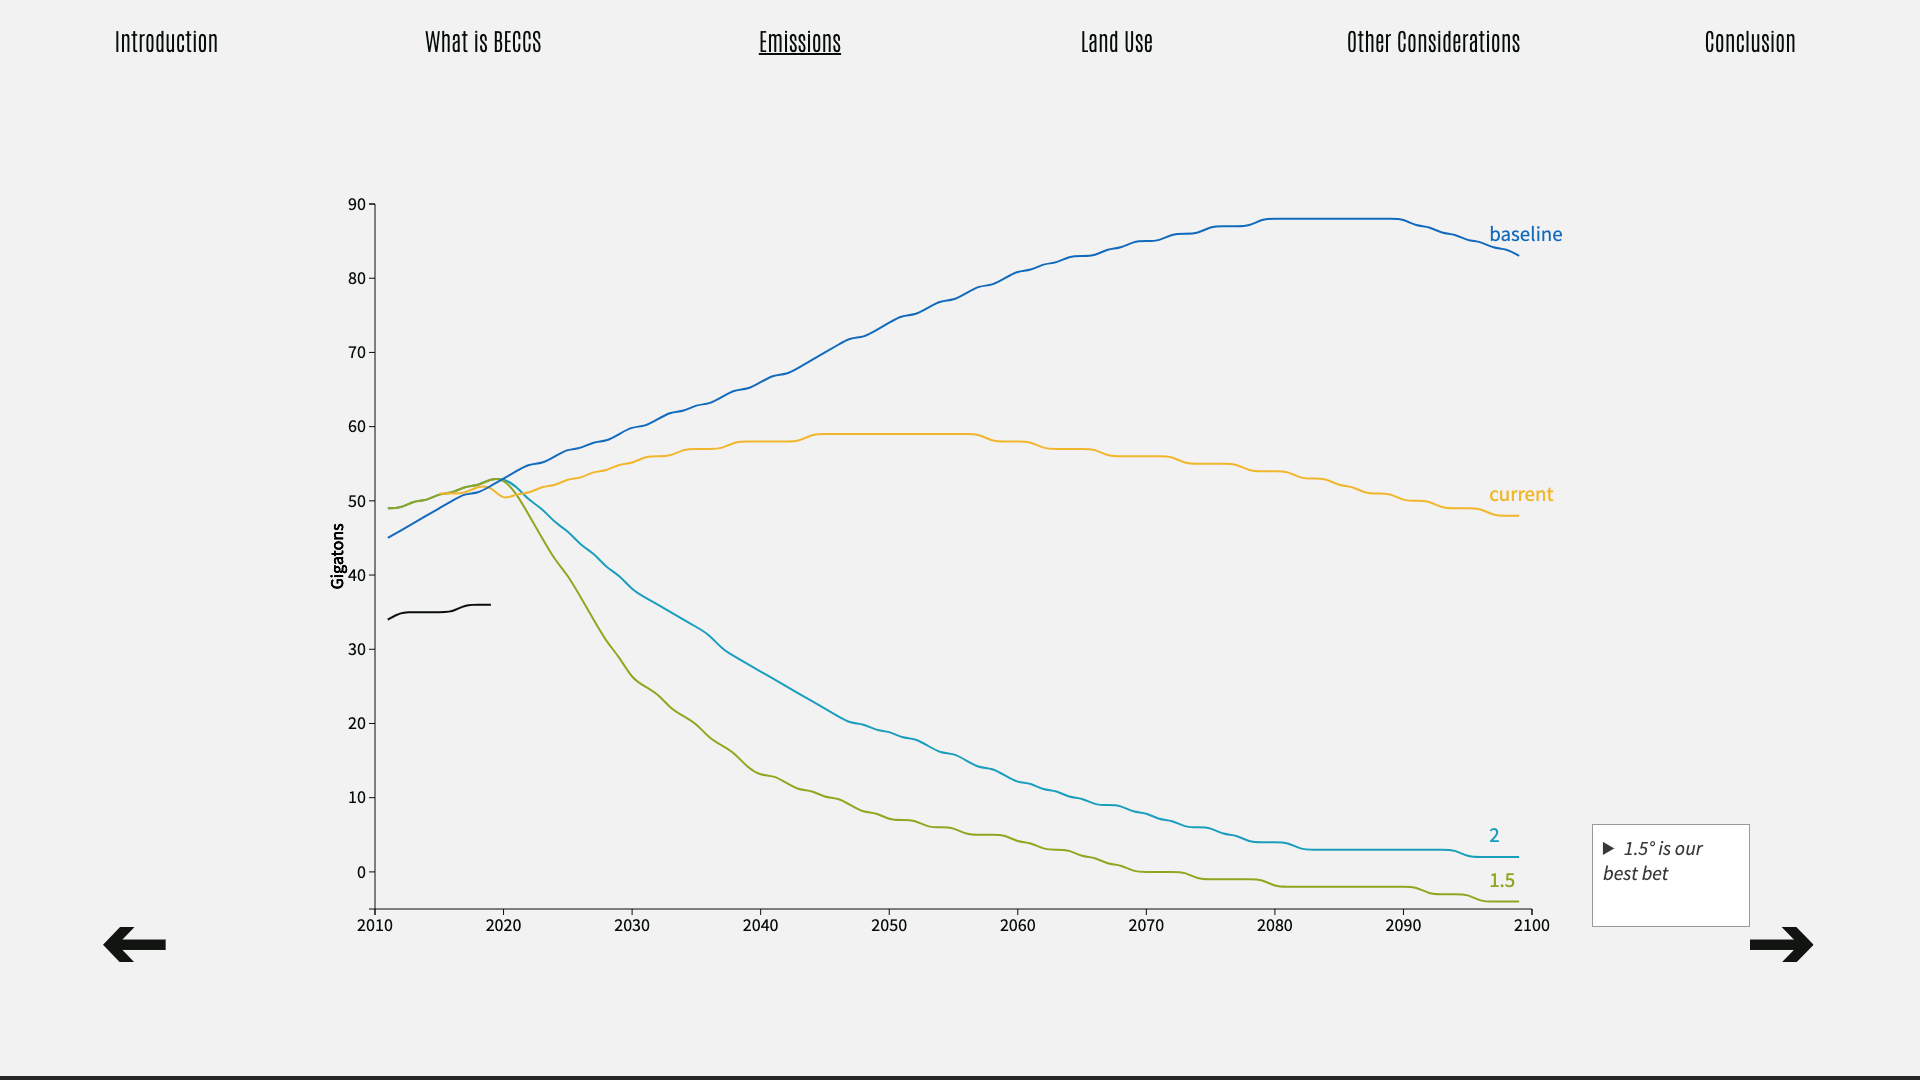 Introduction
What is BECCS
Emissions
Land Use
Other Considerations
Conclusion
90
80
70
60
50
40
30
20
10
0
Gigatons
2010
2020
2030
2040
2050
2060
2070
2080
2090
2100
baseline
current
2
1.5
▶ 1.5° is our
best bet